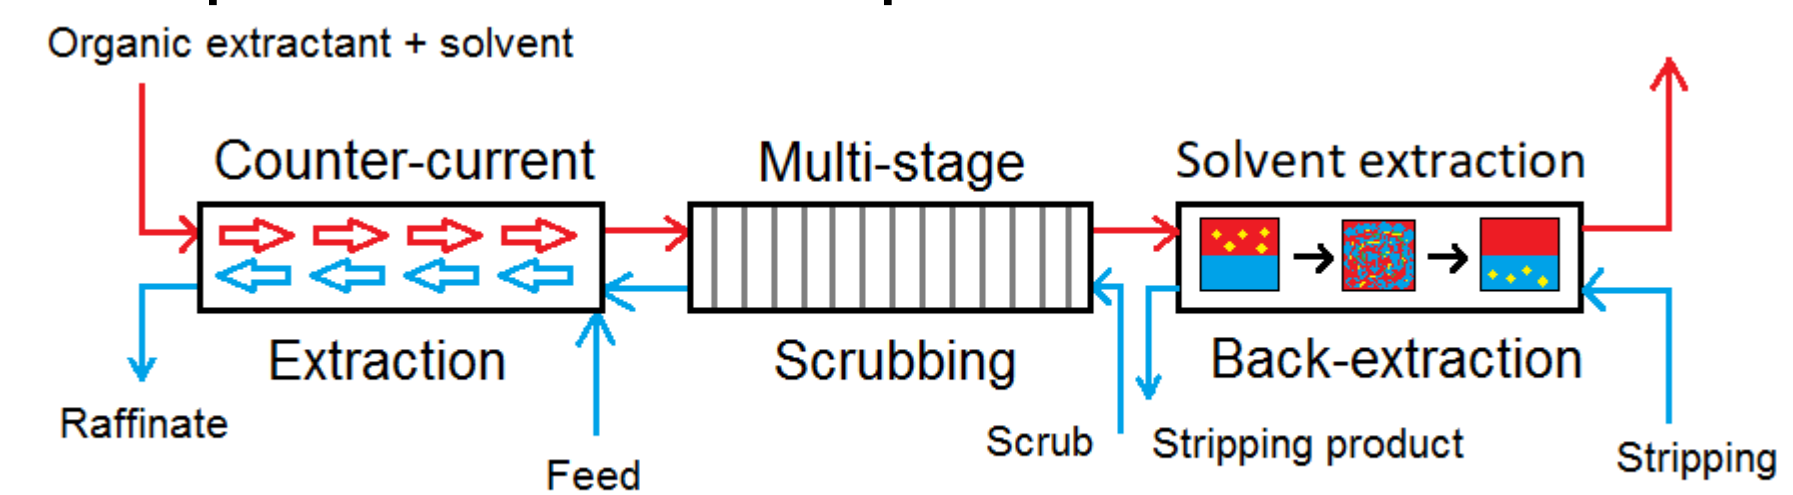 Organic extractant + solvent
Counter-current
Multi-stage
Solvent extraction
Extraction
Scrubbing
Back-extraction
Raffinate
Feed
Scrub
Stripping product
Stripping